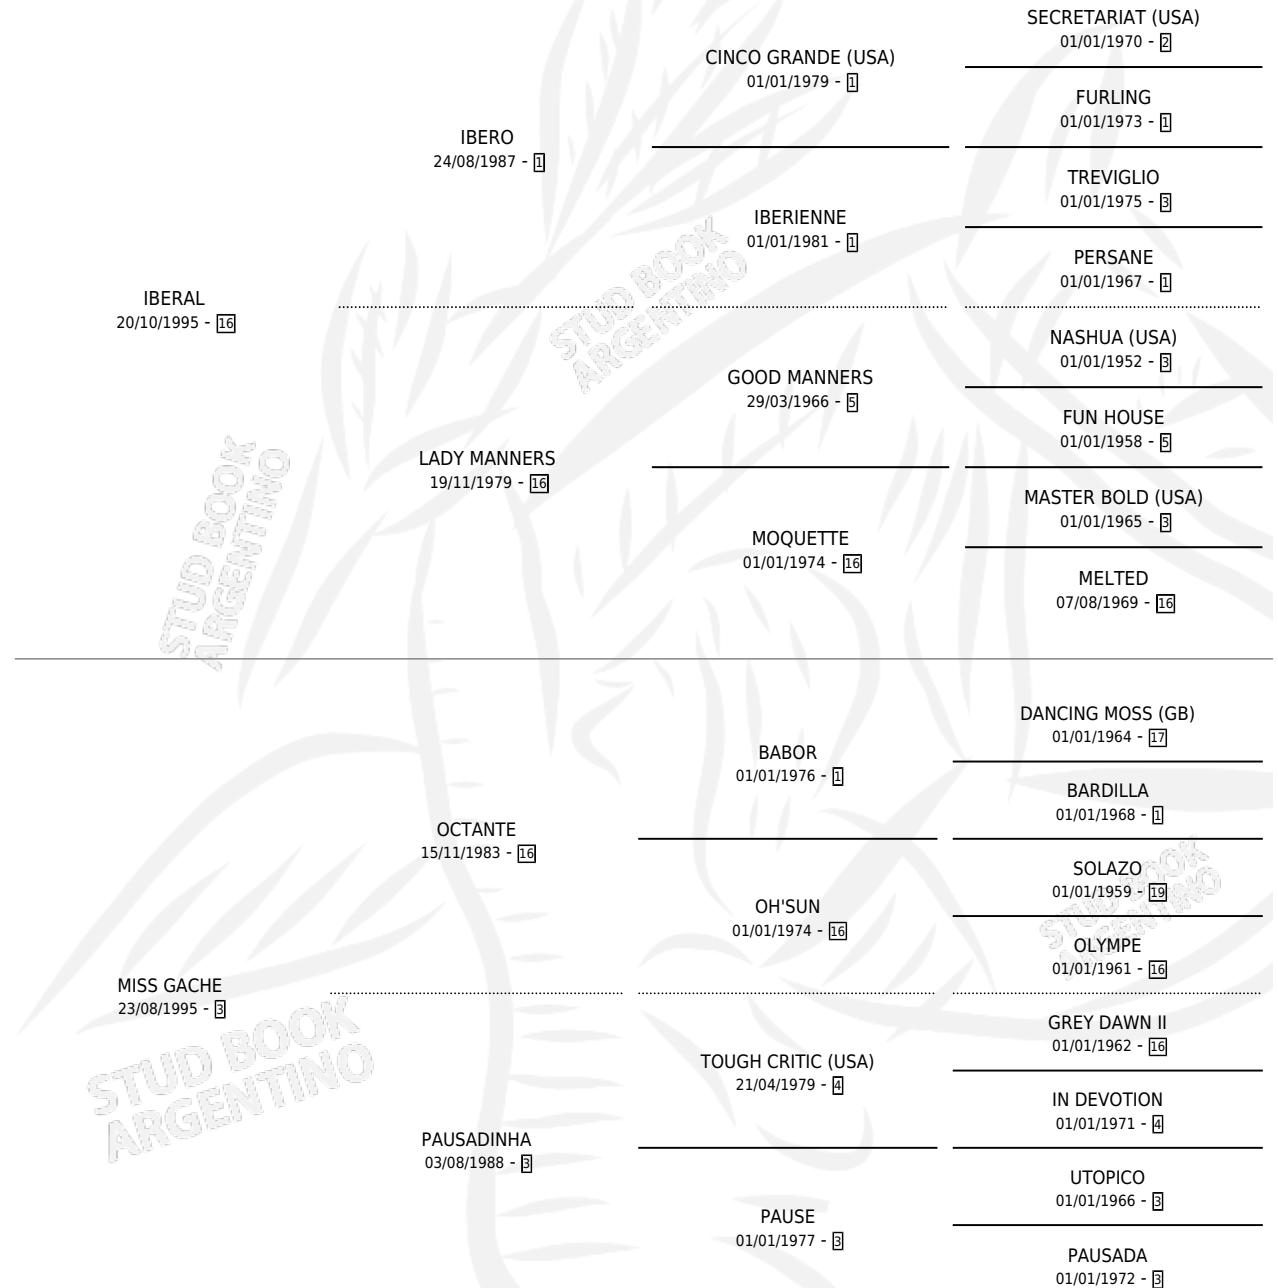 SECRETARIAT (USA)
01/01/1970 - 2
CINCO GRANDE (USA)
01/01/1979 - 1
FURLING
01/01/1973 - 1
IBERO
24/08/1987 - 1
TREVIGLIO
01/01/1975 - 3
IBERIENNE
01/01/1981 - 1
PERSANE
01/01/1967 - 1
IBERAL
20/10/1995 - 16
NASHUA (USA)
01/01/1952 - 3
GOOD MANNERS
29/03/1966 - 5
FUN HOUSE
01/01/1958 - 5
LADY MANNERS
19/11/1979 - 16
MASTER BOLD (USA)
01/01/1965 - 3
MOQUETTE
01/01/1974 - 16
MELTED
07/08/1969 - 16
DANCING MOSS (GB)
01/01/1964 - 17
BABOR
01/01/1976 - 1
BARDILLA
01/01/1968 - 1
OCTANTE
15/11/1983 - 16
SOLAZO
01/01/1959 - 19
OH'SUN
01/01/1974 - 16
OLYMPE
01/01/1961 - 16
MISS GACHE
23/08/1995 - 3
GREY DAWN II
01/01/1962 - 16
TOUGH CRITIC (USA)
21/04/1979 - 4
IN DEVOTION
01/01/1971 - 4
PAUSADINHA
03/08/1988 - 3
UTOPICO
01/01/1966 - 3
PAUSE
01/01/1977 - 3
PAUSADA
01/01/1972 - 3
STUD BOOK
ARGENTINO
STUD BOOK
ARGENTINO
STUD BOOK
ARGENTINO
STUD BOOK
ARGENTINO